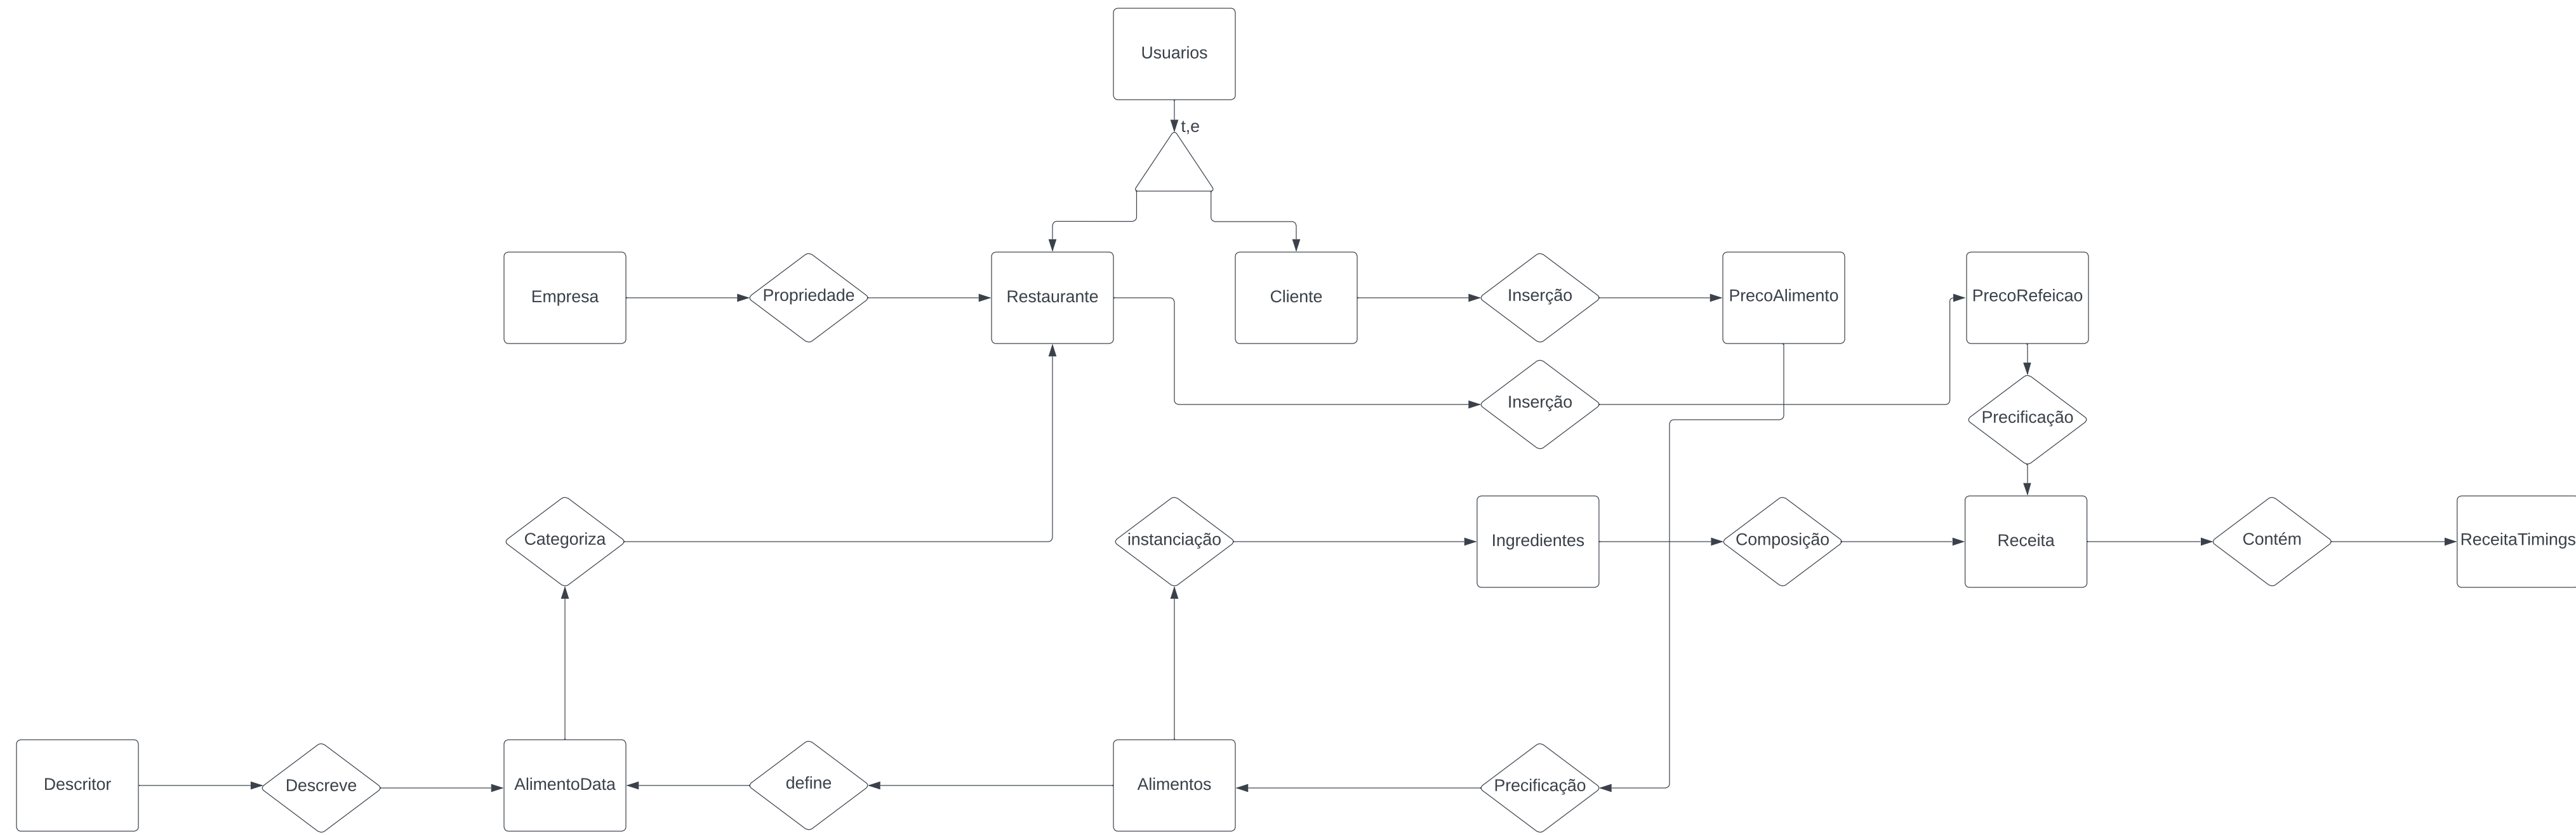 Usuarios
t,e
Empresa
Propriedade
Restaurante
Cliente
Inserção
PrecoAlimento
PrecoRefeicao
Inserção
Precificação
Categoriza
instanciação
Ingredientes
Composição
Receita
Contém
ReceitaTimings
Descritor
Descreve
AlimentoData
define
Alimentos
Precificação